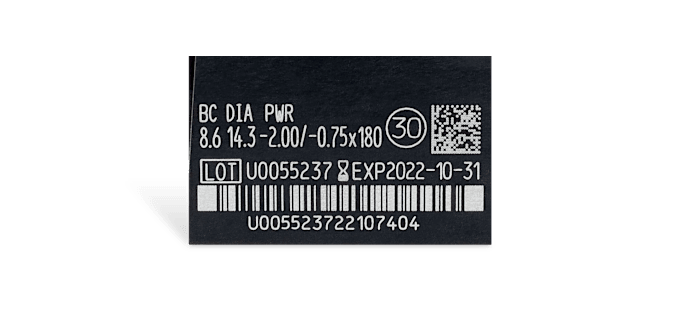 BC DIA PWR
8.6 14.3 -2.00/-0.75x180 30
LOT U0055237 EXP2022-10-31
U005523722107404